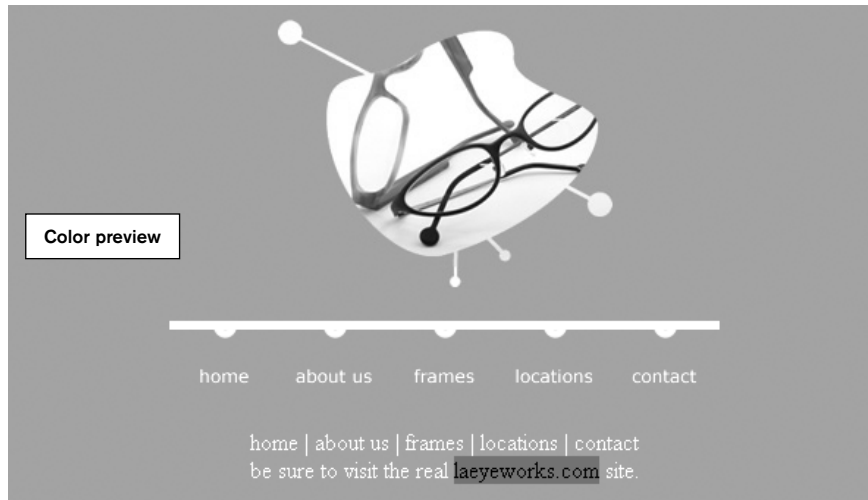 Color preview
home about us frames locations contact
home | about us | frames | locations | contact
be sure to visit the real laeyeworks.com site.